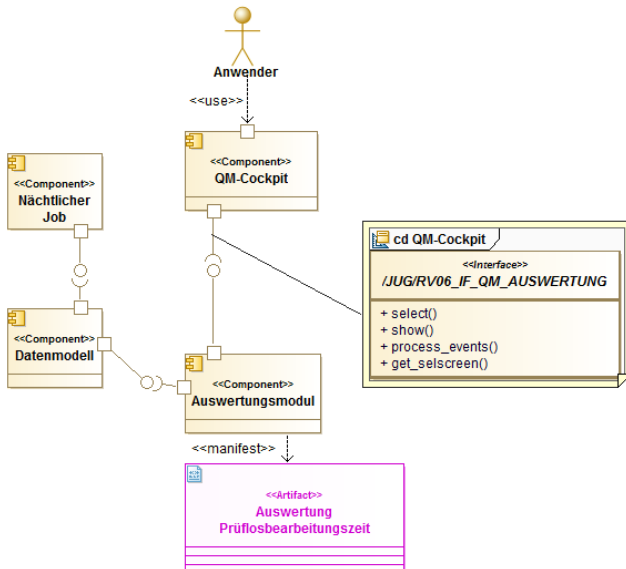 Anwender
<<use>>
<<Component>>
QM-Cockpit
<<Component>>
Nächtlicher
Job
cd QM-Cockpit
<<Interface>>
/JUG/RV06_IF_QM_AUSWERTUNG
+ select()
+ show()
+ process_events()
+ get_selscreen()
<<Component>>
Datenmodell
<<Component>>
Auswertungsmodul
<<manifest>>
<<Artifact>>
Auswertung
Prüflosbearbeitungszeit